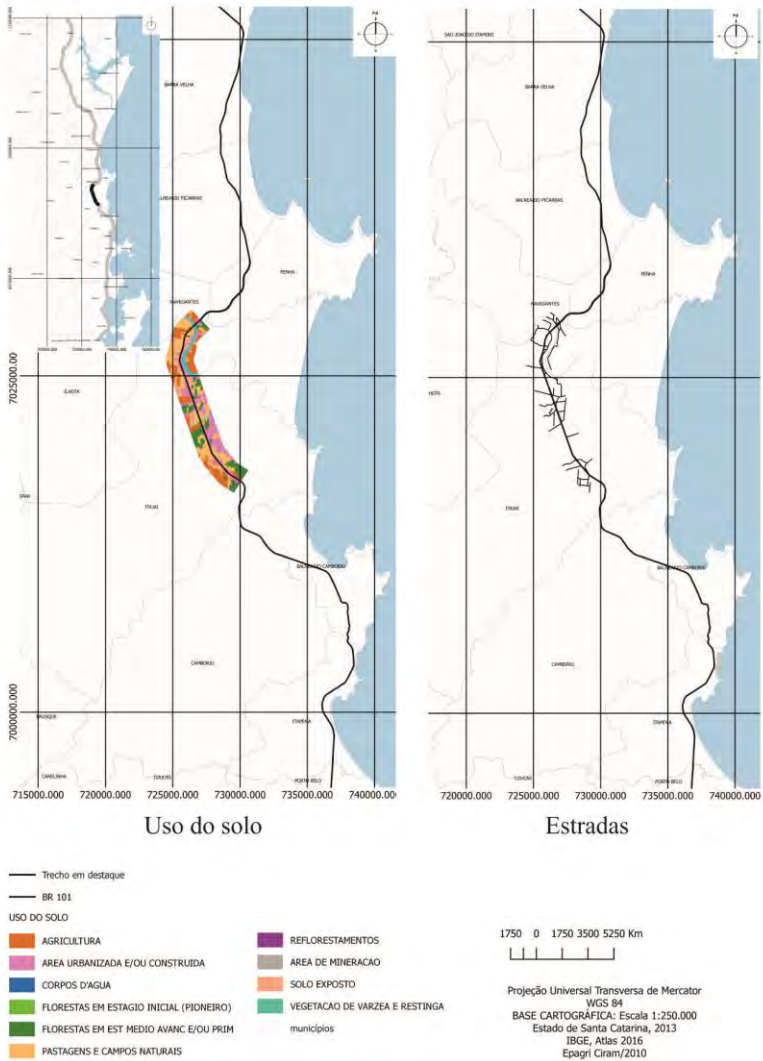 BARRA VELHA
PENHA
NAVEGANTES
ITAJAI
BALNEARIO CAMBORIU
CAMBORIU
ITAPEMA
BRUSQUE
CANELINHA
TIJUCAS
PORTO BELO
7025000.00
7000000.000
715000.000 720000.000 725000.000 730000.000 735000.000 740000.000
Uso do solo
SAO JOAO DO ITAPERIU
BARRA VELHA
BALNEARIO PICARRAS
PENHA
NAVEGANTES
ITAJAI
BALNEARIO CAMBORIU
CAMBORIU
ITAPEMA
TIJUCAS
PORTO BELO
720000.000 725000.000 730000.000 735000.000 740000.000
Estradas
Trecho em destaque
BR 101
USO DO SOLO
AGRICULTURA
AREA URBANIZADA E/OU CONSTRUIDA
CORPOS D'AGUA
FLORESTAS EM ESTAGIO INICIAL (PIONEIRO)
FLORESTAS EM EST MEDIO AVANC E/OU PRIM
PASTAGENS E CAMPOS NATURAIS
REFLORESTAMENTOS
AREA DE MINERACAO
SOLO EXPOSTO
VEGETACAO DE VARZEA E RESTINGA
municípios
1750 0 1750 3500 5250 Km
Projeção Universal Transversa de Mercator
WGS 84
BASE CARTOGRÁFICA: Escala 1:250.000
Estado de Santa Catarina, 2013
IBGE, Atlas 2016
Epagri Ciram/2010